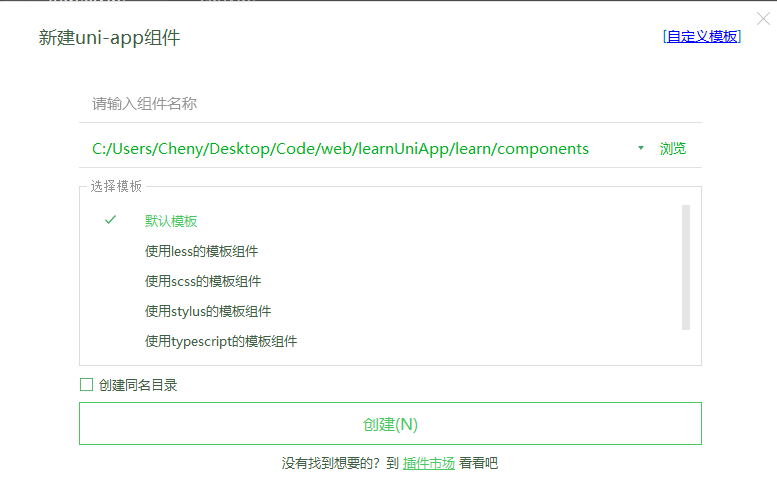 新建uni-app组件
[自定义模板]
请输入组件名称
C:/Users/Cheny/Desktop/Code/web/learnUniApp/learn/components 浏览
选择模板
默认模板
使用less的模板组件
使用scss的模板组件
使用stylus的模板组件
使用typescript的模板组件
创建同名目录
创建(N)
没有找到想要的？到 插件市场 看看吧